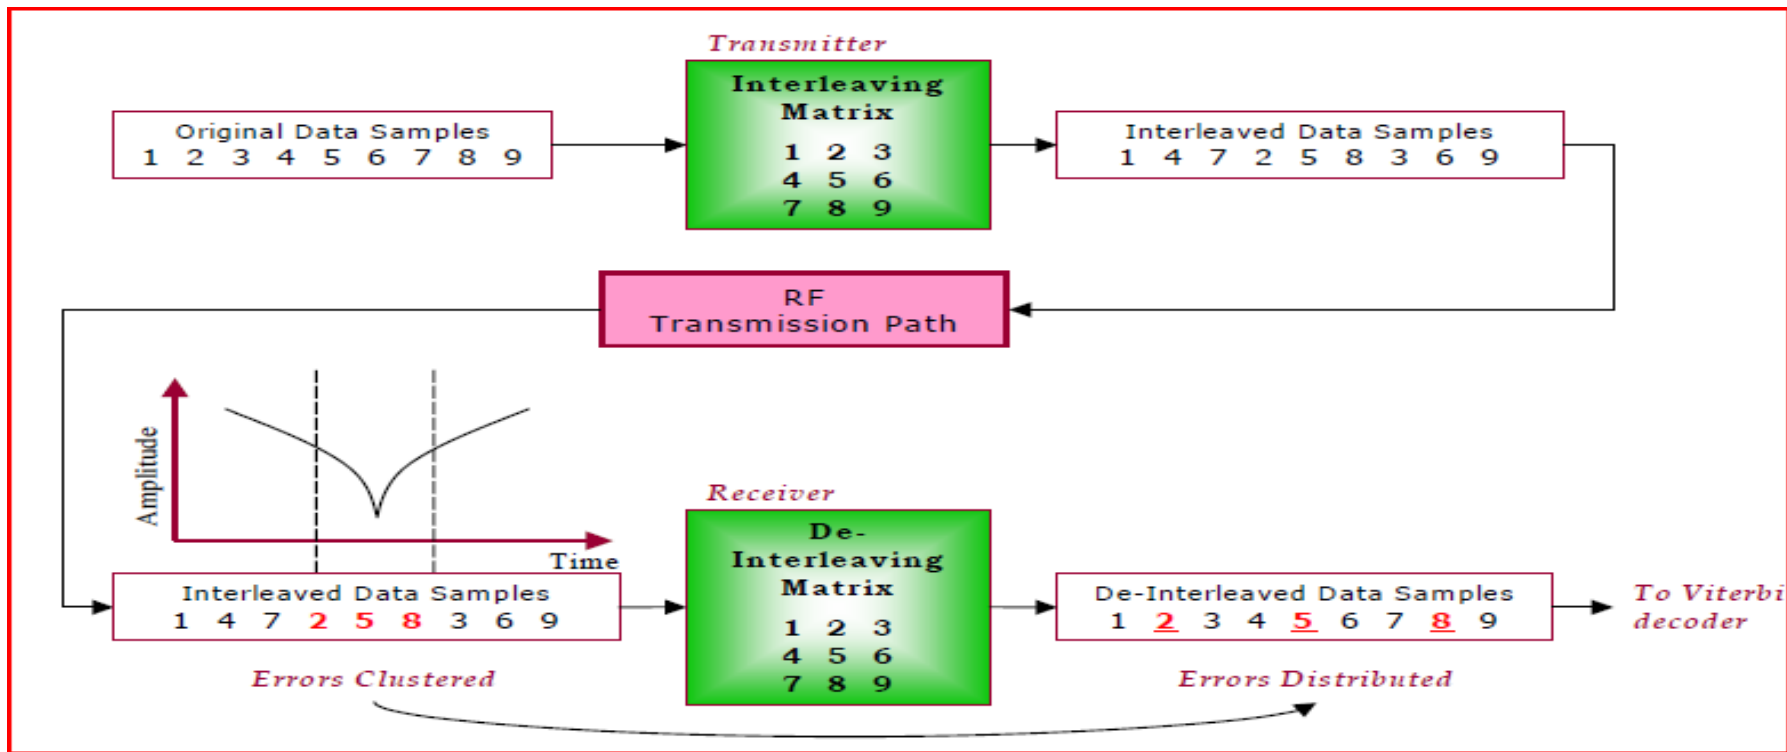 Transmitter
Interleaving
Matrix
1 2 3
4 5 6
7 8 9
Original Data Samples
1 2 3 4 5 6 7 8 9
Interleaved Data Samples
1 4 7 2 5 8 3 6 9
RF
Transmission Path
Amplitude
Time
Interleaved Data Samples
1 4 7 2 5 8 3 6 9
Errors Clustered
Receiver
De-
Interleaving
Matrix
1 2 3
4 5 6
7 8 9
De-Interleaved Data Samples
1 2 3 4 5 6 7 8 9
Errors Distributed
To Viterbi
decoder